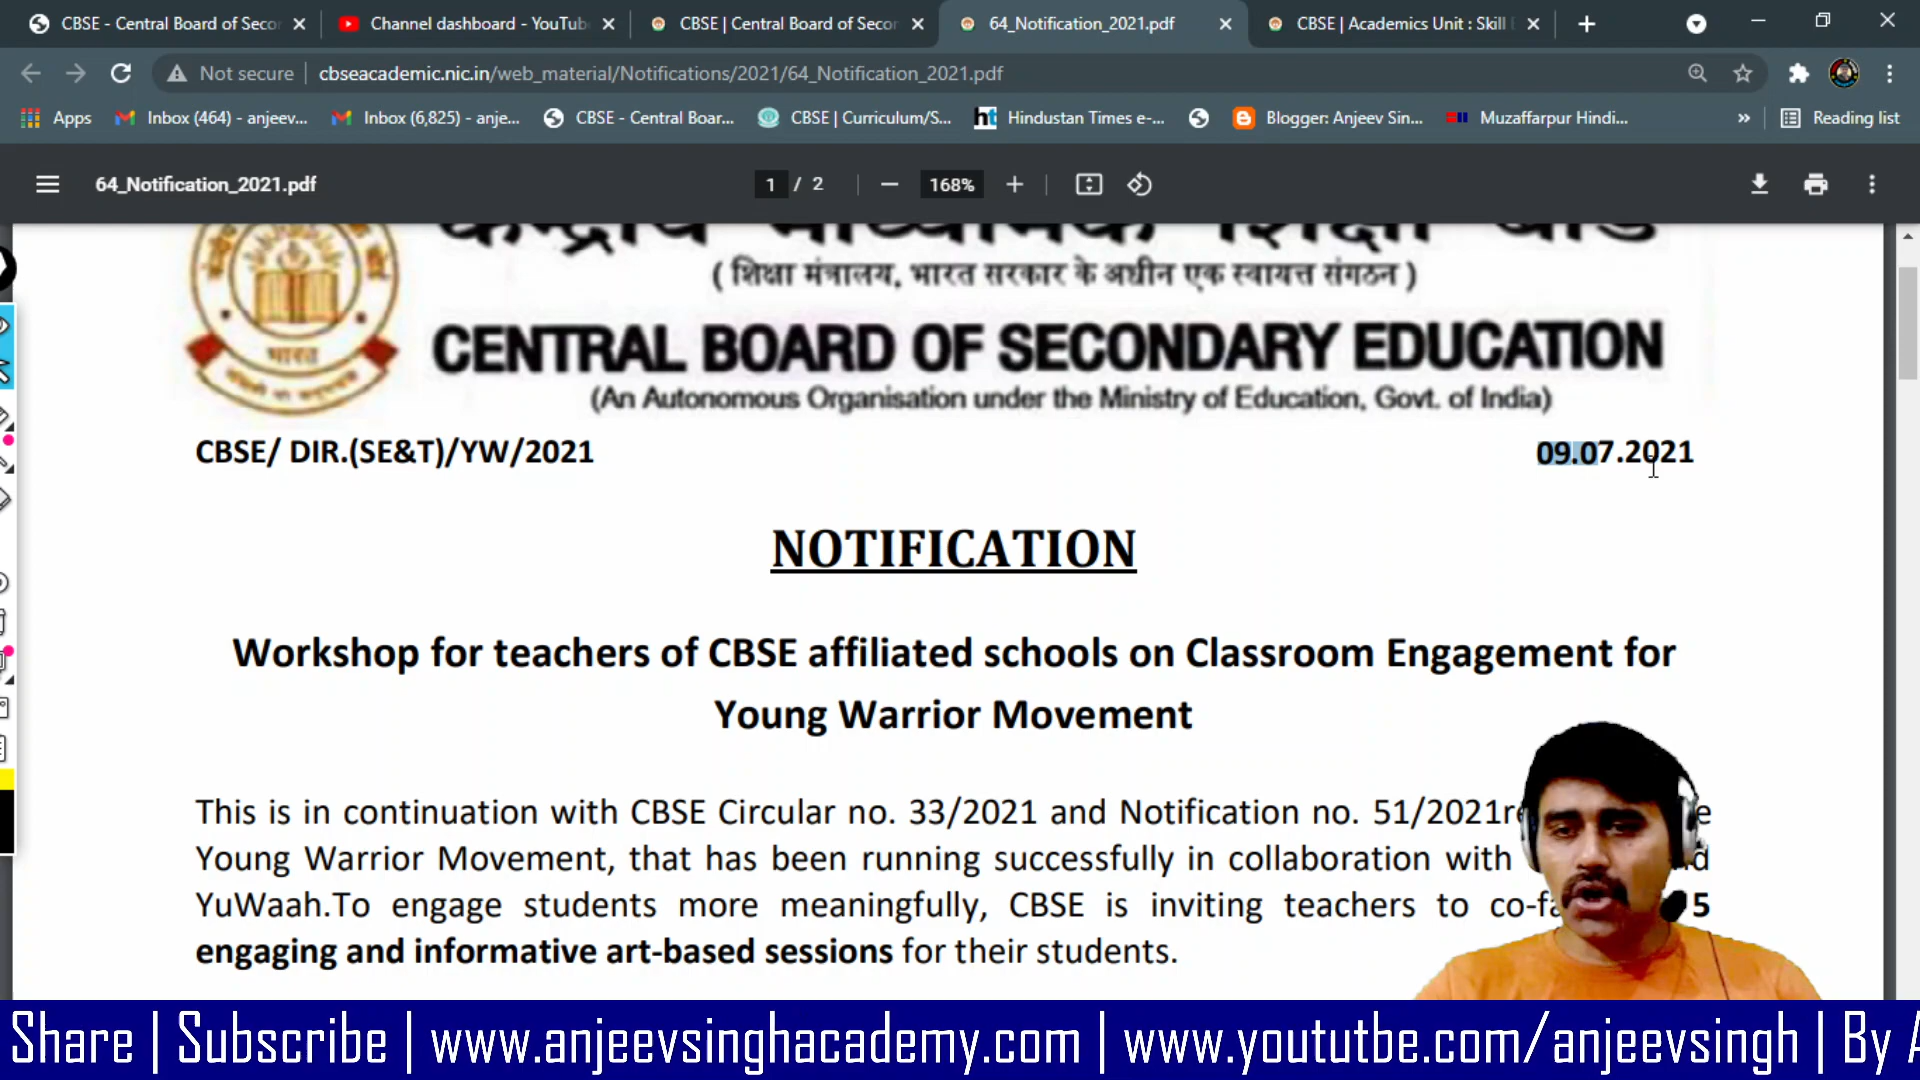 CBSE - Central Board of Secon
Channel dashboard - YouTub
CBSE | Central Board of Secon
64_Notification_2021.pdf
CBSE | Academics Unit : Skill E
Not secure
cbseacademic.nic.in/web_material/Notifications/2021/64_Notification_2021.pdf
Apps
Inbox (464) - anjeev...
Inbox (6,825) - anje...
CBSE - Central Boar...
CBSE | Curriculum/S...
ht
Hindustan Times e-...
Blogger: Anjeev Sin...
Muzaffarpur Hindi...
»
Reading list
64_Notification_2021.pdf
1 / 2
168%
केन्द्रीय माध्यमिक शिक्षा बोर्ड
( शिक्षा मंत्रालय, भारत सरकार के अधीन एक स्वायत्त संगठन )
भारत
CENTRAL BOARD OF SECONDARY EDUCATION
(An Autonomous Organisation under the Ministry of Education, Govt. of India)
CBSE/ DIR.(SE&T)/YW/2021
09.07.2021
NOTIFICATION
Workshop for teachers of CBSE affiliated schools on Classroom Engagement for
Young Warrior Movement
This is in continuation with CBSE Circular no. 33/2021 and Notification no. 51/2021re
Young Warrior Movement, that has been running successfully in collaboration with
YuWaah.To engage students more meaningfully, CBSE is inviting teachers to co-fa 5
engaging and informative art-based sessions for their students.
Share | Subscribe | www.anjeevsinghacademy.com | www.yoututbe.com/anjeevsingh | By A